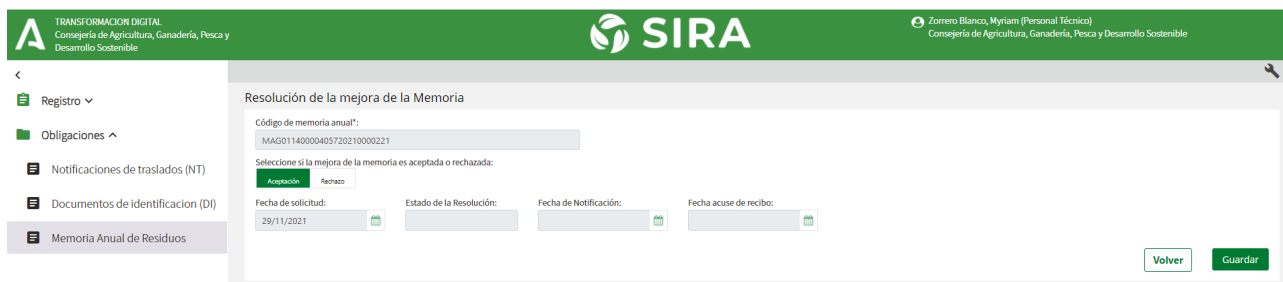 TRANSFORMACION DIGITAL
Consejería de Agricultura, Ganadería, Pesca y
Desarrollo Sostenible
SIRA
Zorrero Blanco, Myriam (Personal Técnico)
Consejería de Agricultura, Ganadería, Pesca y Desarrollo Sostenible
Registro
Obligaciones
Notificaciones de traslados (NT)
Documentos de identificacion (DI)
Memoria Anual de Residuos
Resolución de la mejora de la Memoria
Código de memoria anual*:
MAG01140000405720210000221
Seleccione si la mejora de la memoria es aceptada o rechazada:
Aceptación Rechazo
Fecha de solicitud: Estado de la Resolución: Fecha de Notificación: Fecha acuse de recibo:
29/11/2021
Volver Guardar